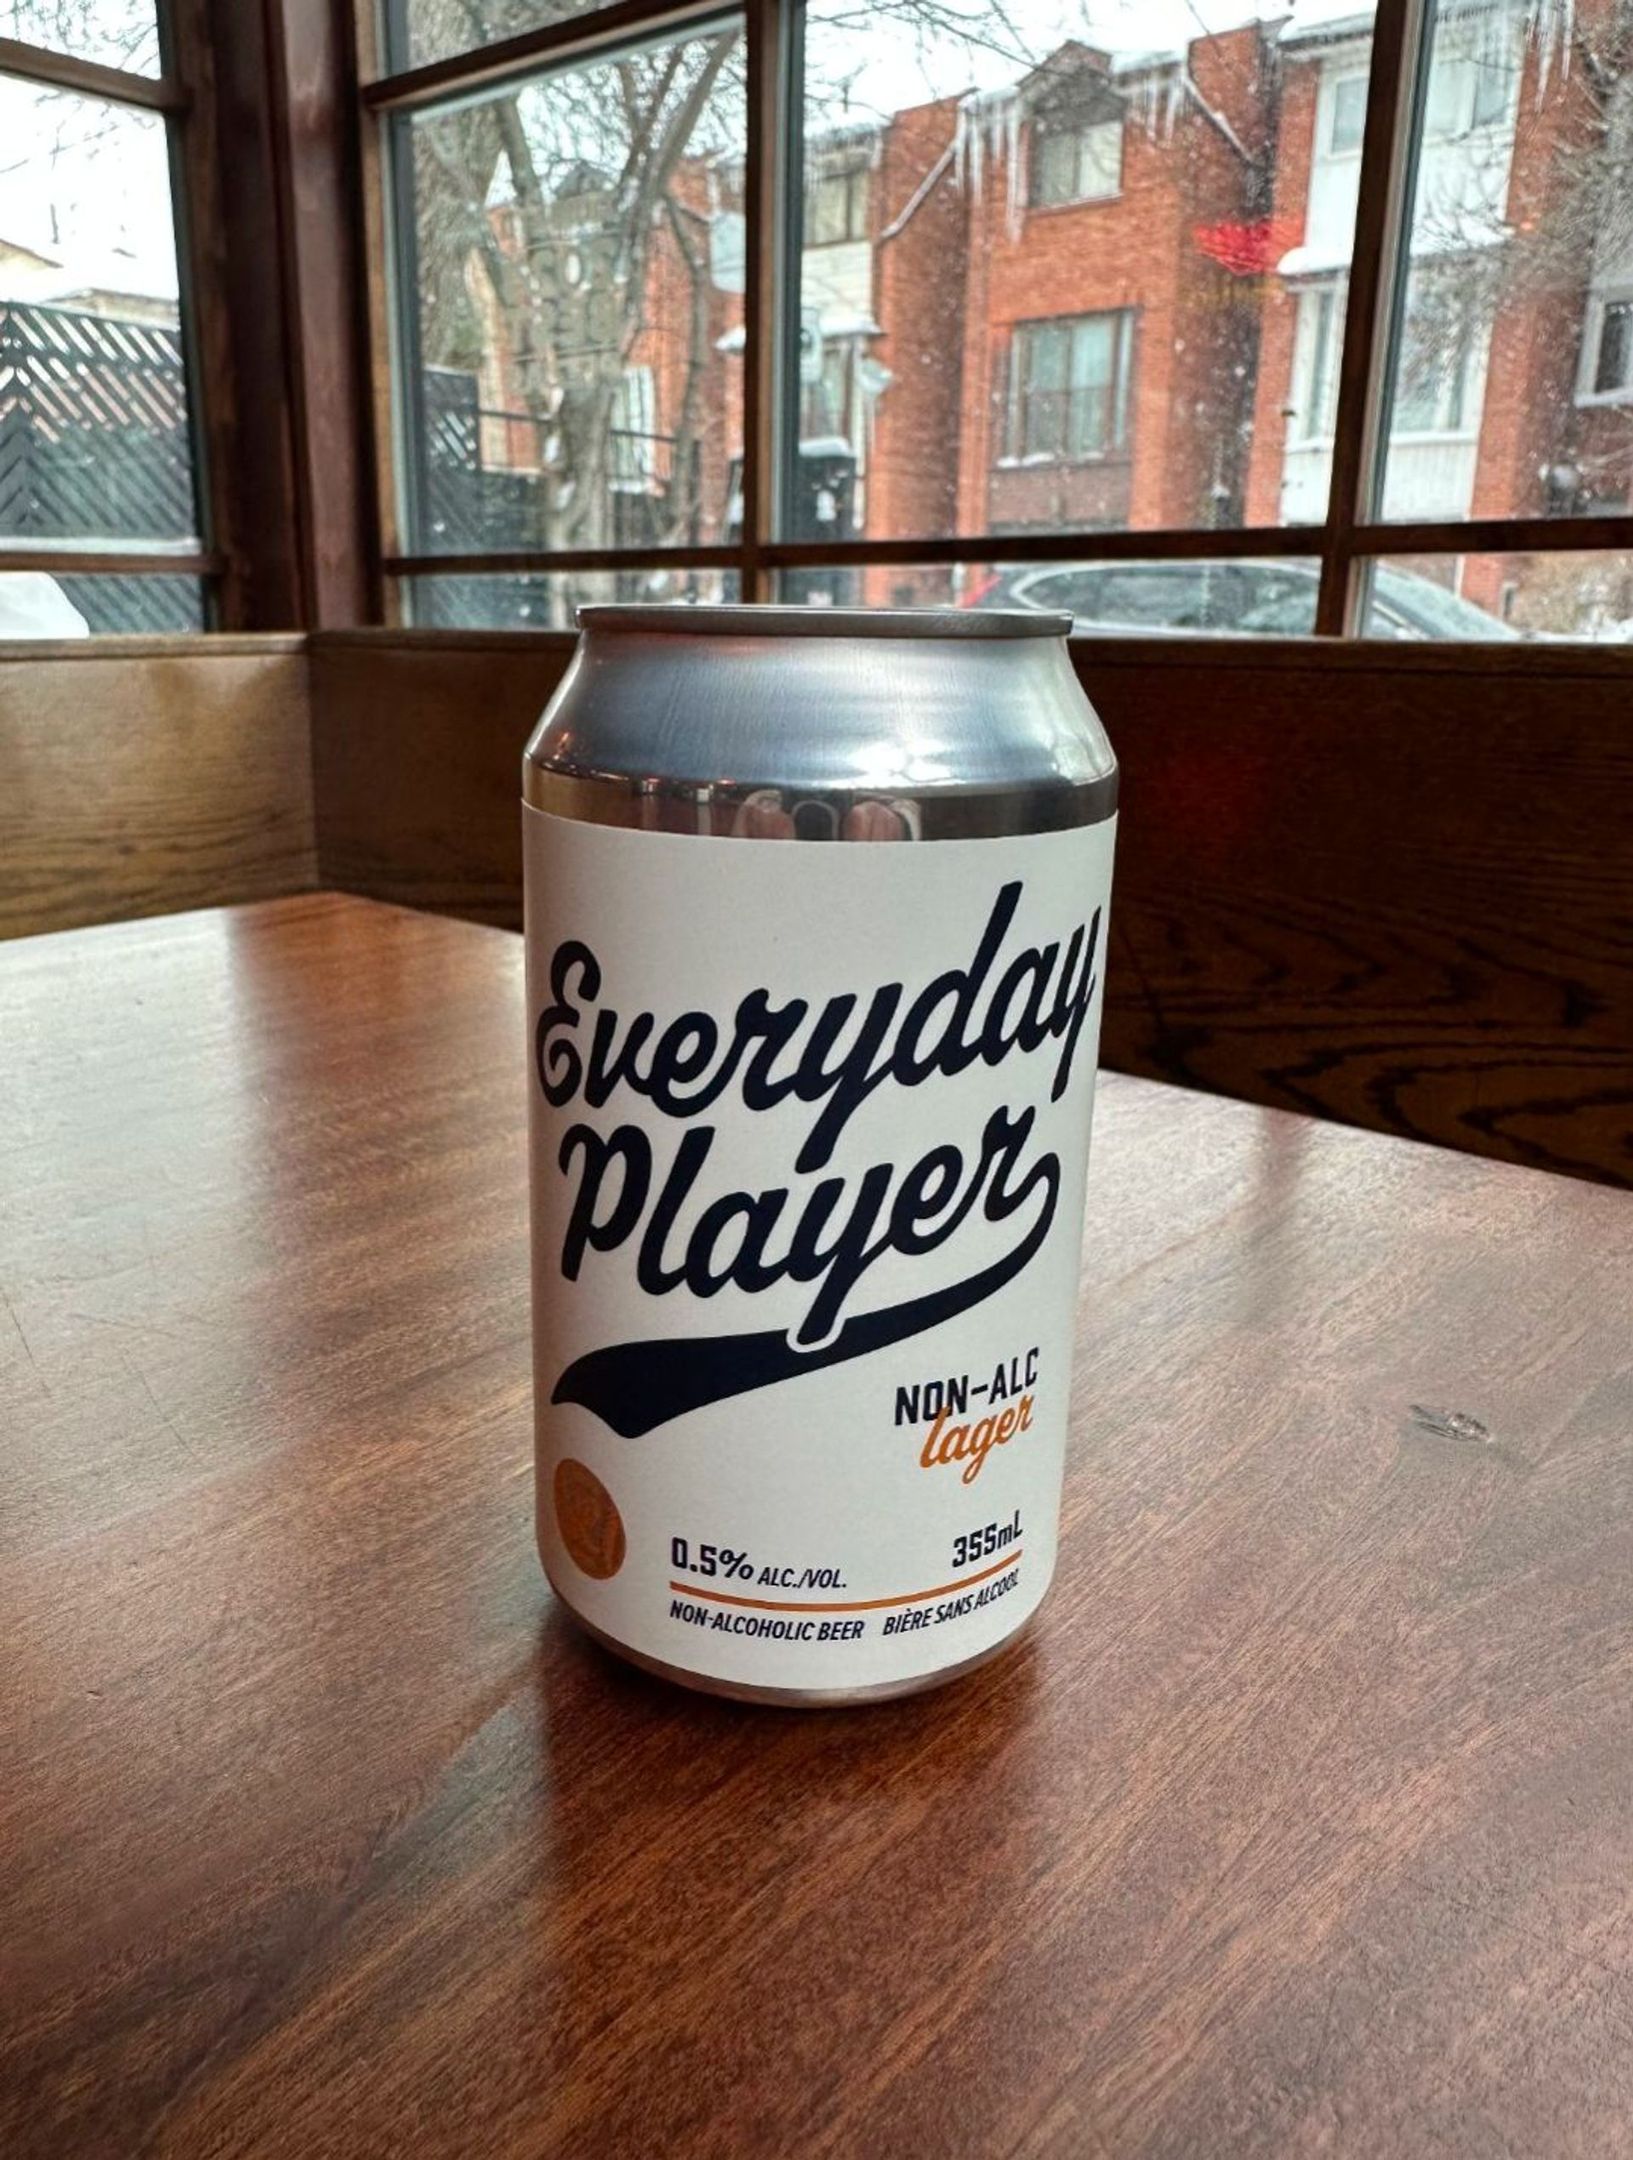 Everyday
Player
NON-ALC
lager
0.5% ALC./VOL.
355mL
NON-ALCOHOLIC BEER BIÈRE SANS ALCOOL